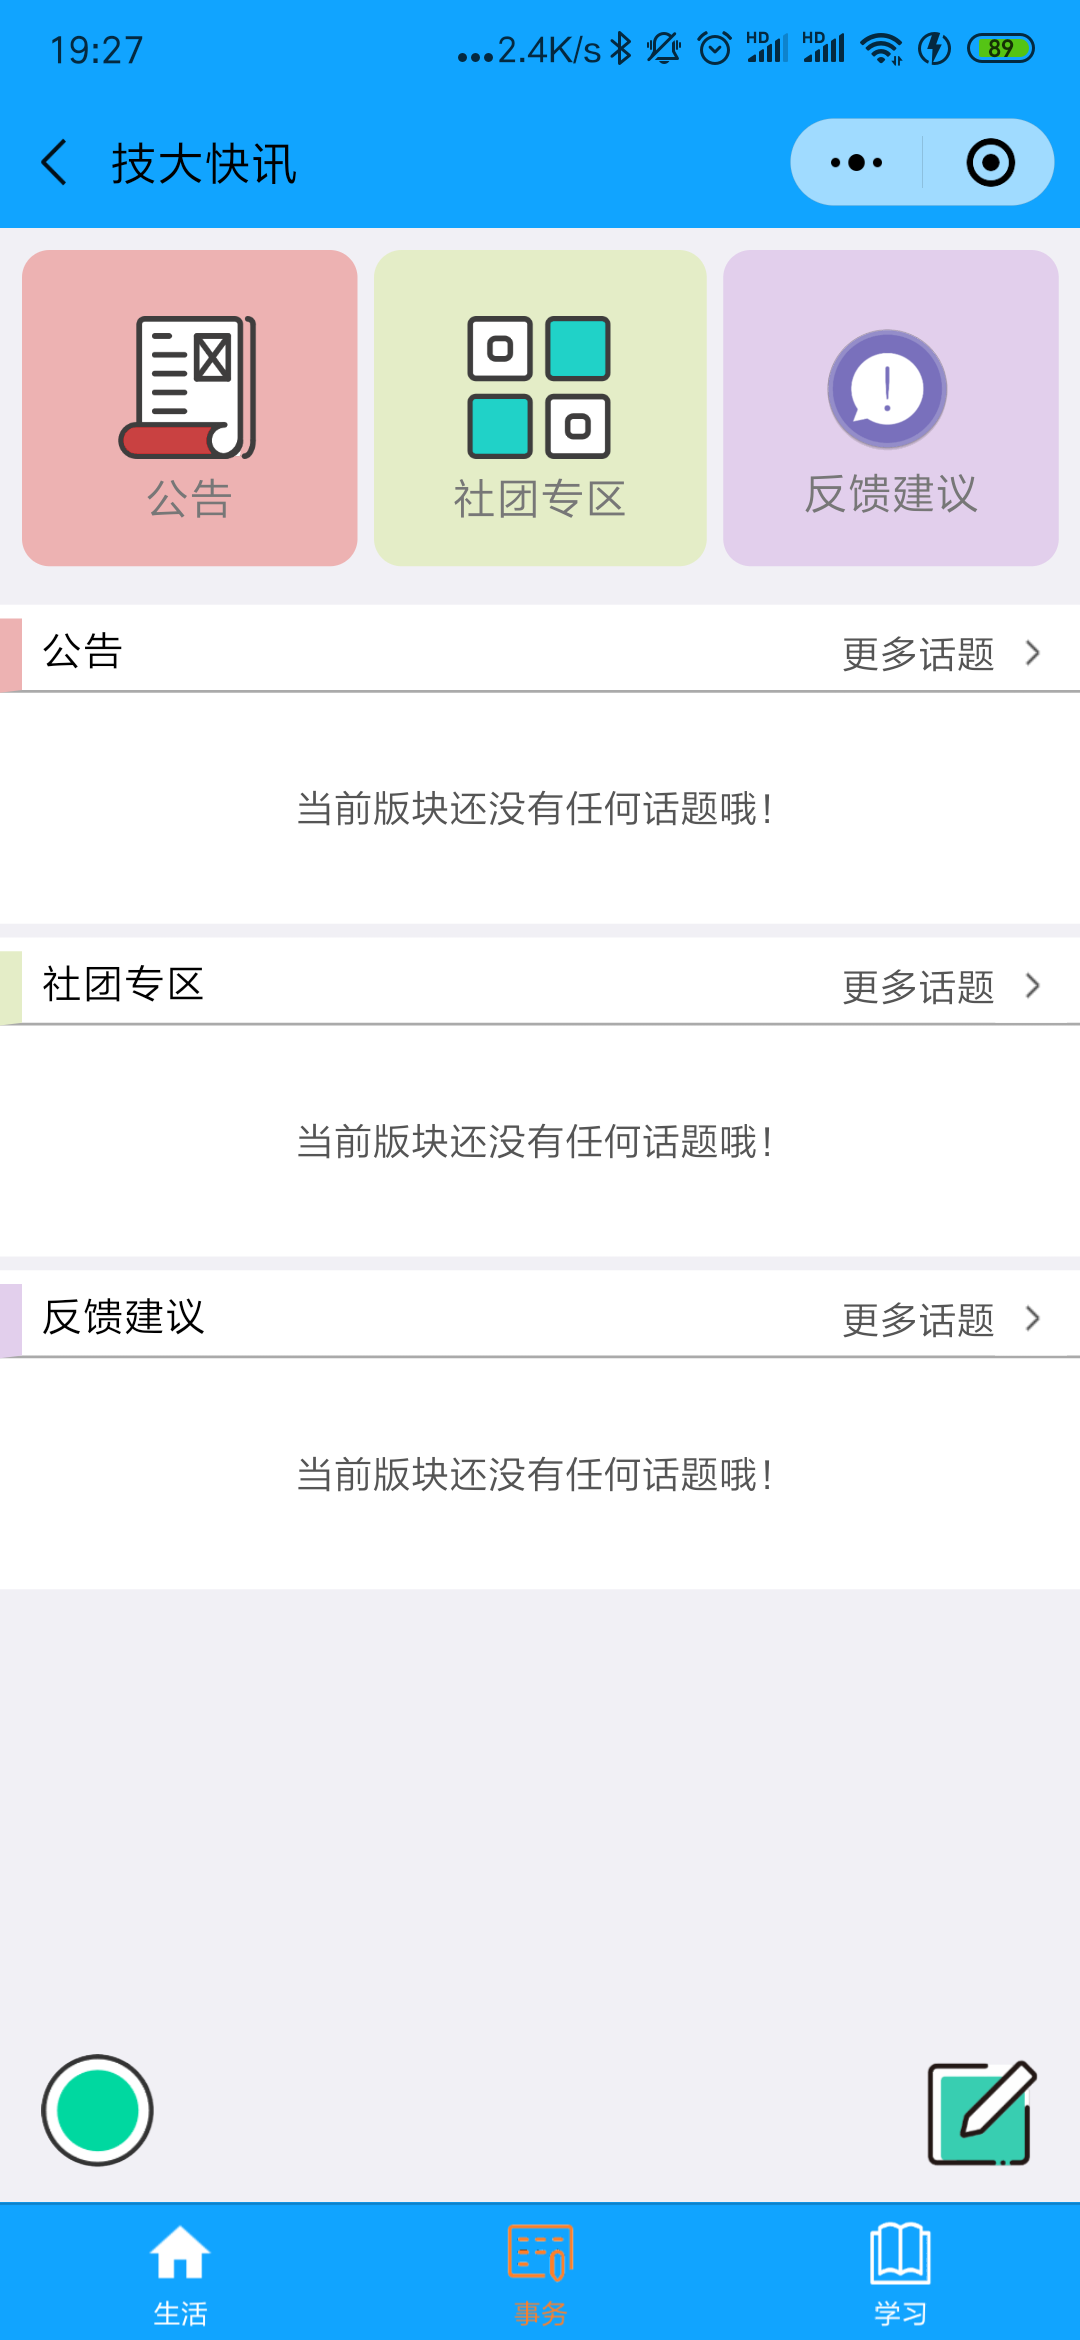 19:27
...2.4K/s
HD
HD
89
技大快讯
公告
社团专区
反馈建议
公告
更多话题
当前版块还没有任何话题哦!
社团专区
更多话题
当前版块还没有任何话题哦!
反馈建议
更多话题
当前版块还没有任何话题哦!
生活
事务
学习